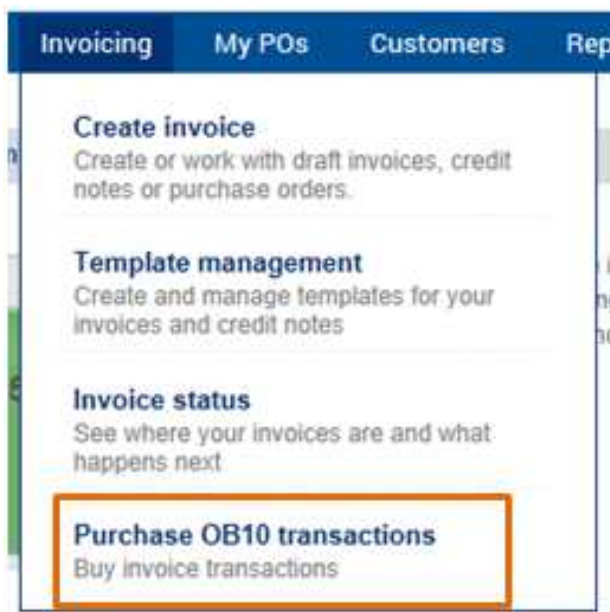 Invoicing My POs Customers Rep
Create invoice
Create or work with draft invoices, credit
notes or purchase orders.
Template management
Create and manage templates for your
invoices and credit notes
Invoice status
See where your invoices are and what
happens next
Purchase OB10 transactions
Buy invoice transactions